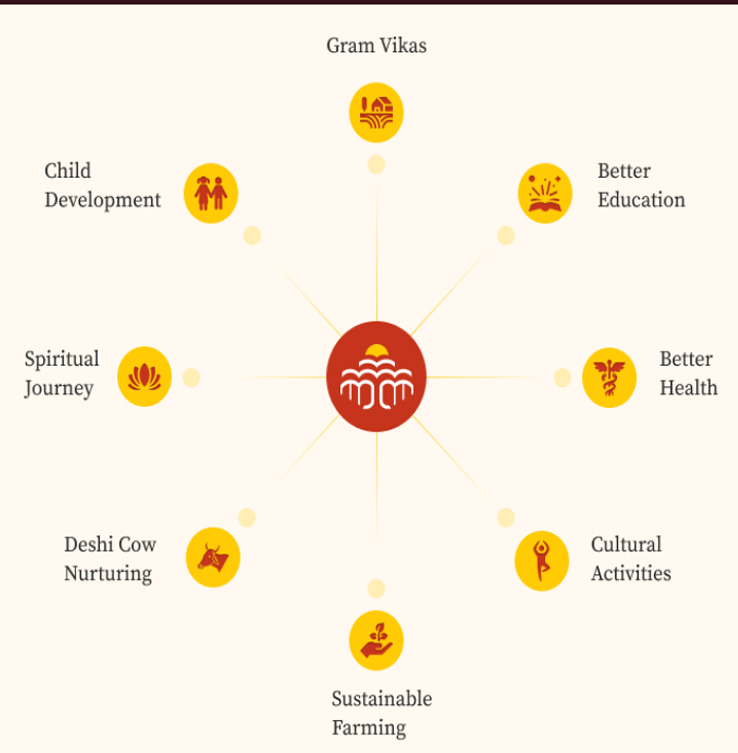 Gram Vikas
Child
Development
Better
Education
Spiritual
Journey
Better
Health
Deshi Cow
Nurturing
Cultural
Activities
Sustainable
Farming